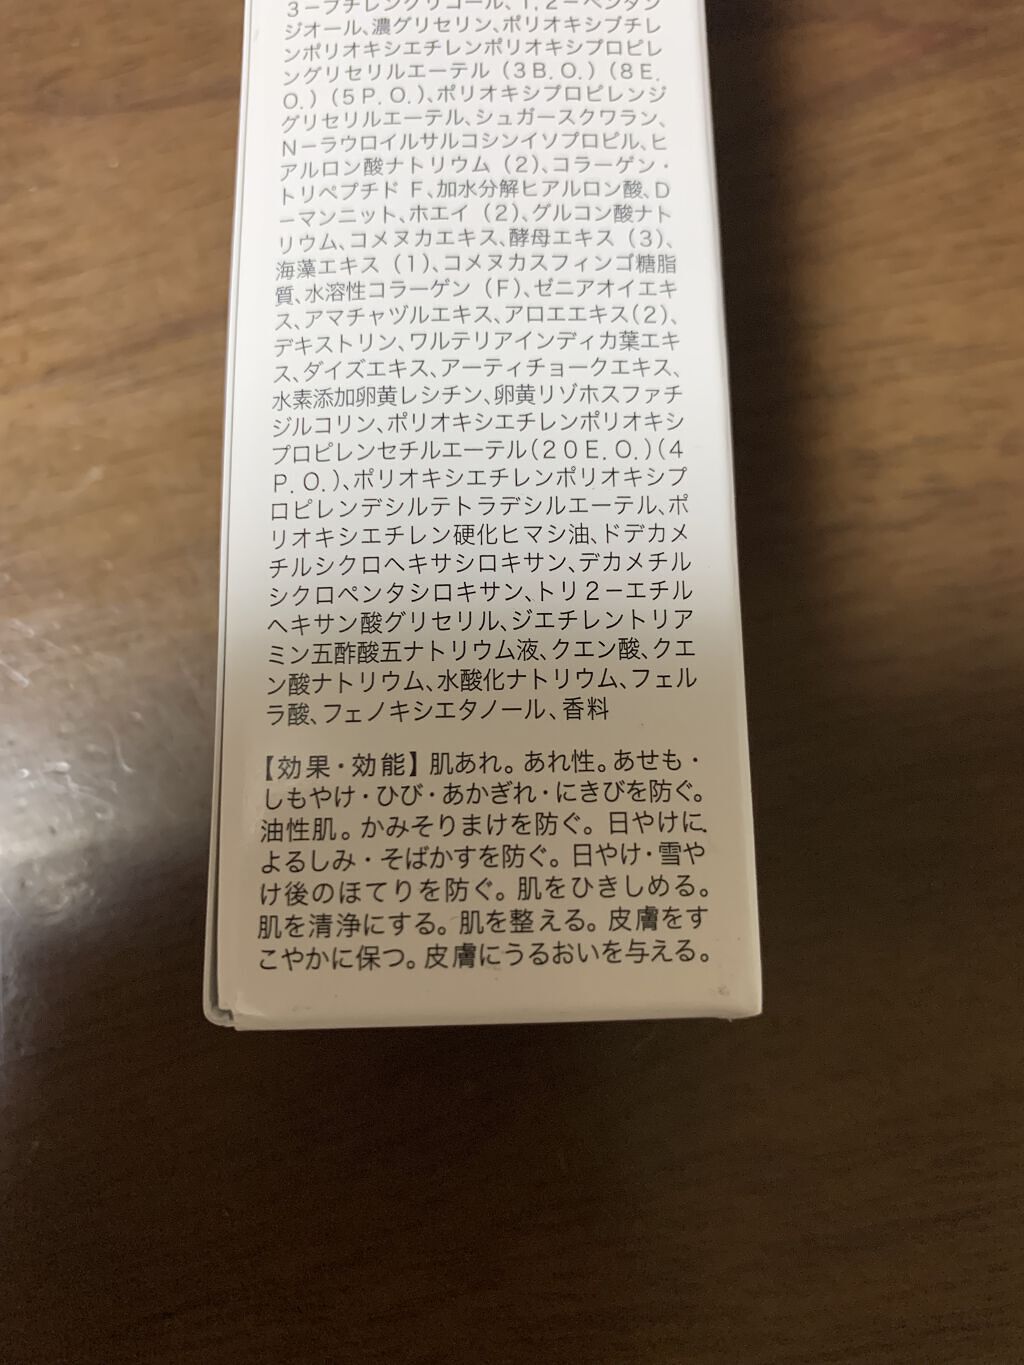 3-ブチレングリコール、1,2-ペンタン
ジオール、濃グリセリン、ポリオキシブチレ
ンポリオキシエチレンポリオキシプロピレ
ングリセリルエーテル（3B.O.）（8E.
O.）（5P.O.）、ポリオキシプロピレンジ
グリセリルエーテル、シュガースクワラン、
N-ラウロイルサルコシンイソプロピル、ヒ
アルロン酸ナトリウム（2）、コラーゲン・
トリペプチド F、加水分解ヒアルロン酸、D
-マンニット、ホエイ（2）、グルコン酸ナト
リウム、コメヌカエキス、酵母エキス（3）、
海藻エキス（1）、コメヌカスフィンゴ糖脂
質、水溶性コラーゲン（F）、ゼニアオイエキ
ス、アマチャヅルエキス、アロエエキス（2）、
デキストリン、ワルテリアインディカ葉エキ
ス、ダイズエキス、アーティチョークエキス、
水素添加卵黄レシチン、卵黄リゾホスファチ
ジルコリン、ポリオキシエチレンポリオキシ
プロピレンセチルエーテル（20E.O.）（4
P.O.）、ポリオキシエチレンポリオキシプ
ロピレンデシルテトラデシルエーテル、ポ
リオキシエチレン硬化ヒマシ油、ドデカメ
チルシクロヘキサシロキサン、デカメチル
シクロペンタシロキサン、トリ2-エチル
ヘキサン酸グリセリル、ジエチレントリア
ミン五酢酸五ナトリウム液、クエン酸、クエ
ン酸ナトリウム、水酸化ナトリウム、フェル
ラ酸、フェノキシエタノール、香料
【効果・効能】肌あれ。あれ性。あせも・
しもやけ・ひび・あかぎれ・にきびを防ぐ。
油性肌。かみそりまけを防ぐ。日やけに、
よるしみ・そばかすを防ぐ。日やけ・雪や
け後のほてりを防ぐ。肌をひきしめる。
肌を清浄にする。肌を整える。皮膚をす
こやかに保つ。皮膚にうるおいを与える。